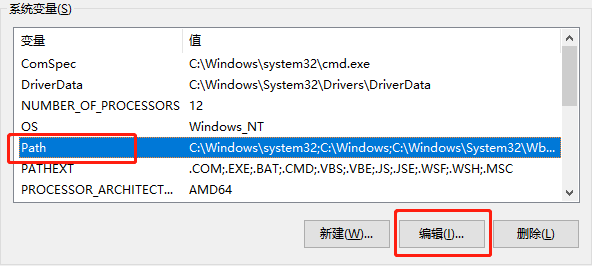 系统变量(S)
变量 值
ComSpec C:\Windows\system32\cmd.exe
DriverData C:\Windows\System32\Drivers\DriverData
NUMBER_OF_PROCESSORS 12
OS Windows_NT
Path C:\Windows\system32;C:\Windows;C:\Windows\System32\Wb...
PATHEXT .COM;.EXE;.BAT;.CMD;.VBS;.VBE;.JS;.JSE;.WSF;.WSH;.MSC
PROCESSOR_ARCHITECT... AMD64
新建(W)... 编辑(I)... 删除(L)